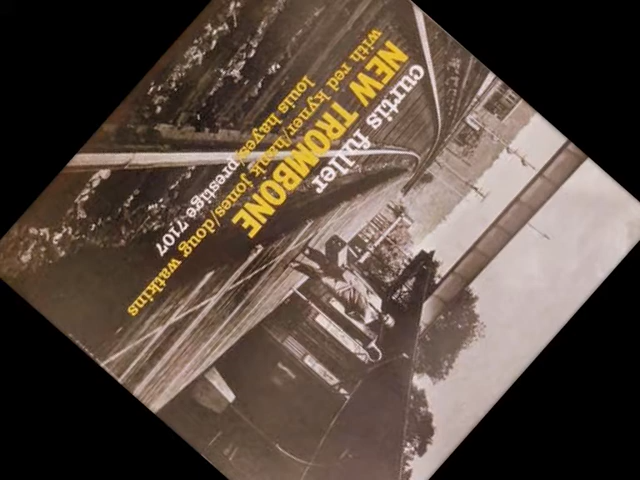 curtis fuller
NEW TROMBONE
with red kyner/hank jones/doug watkins
louis hayes prestige 7107